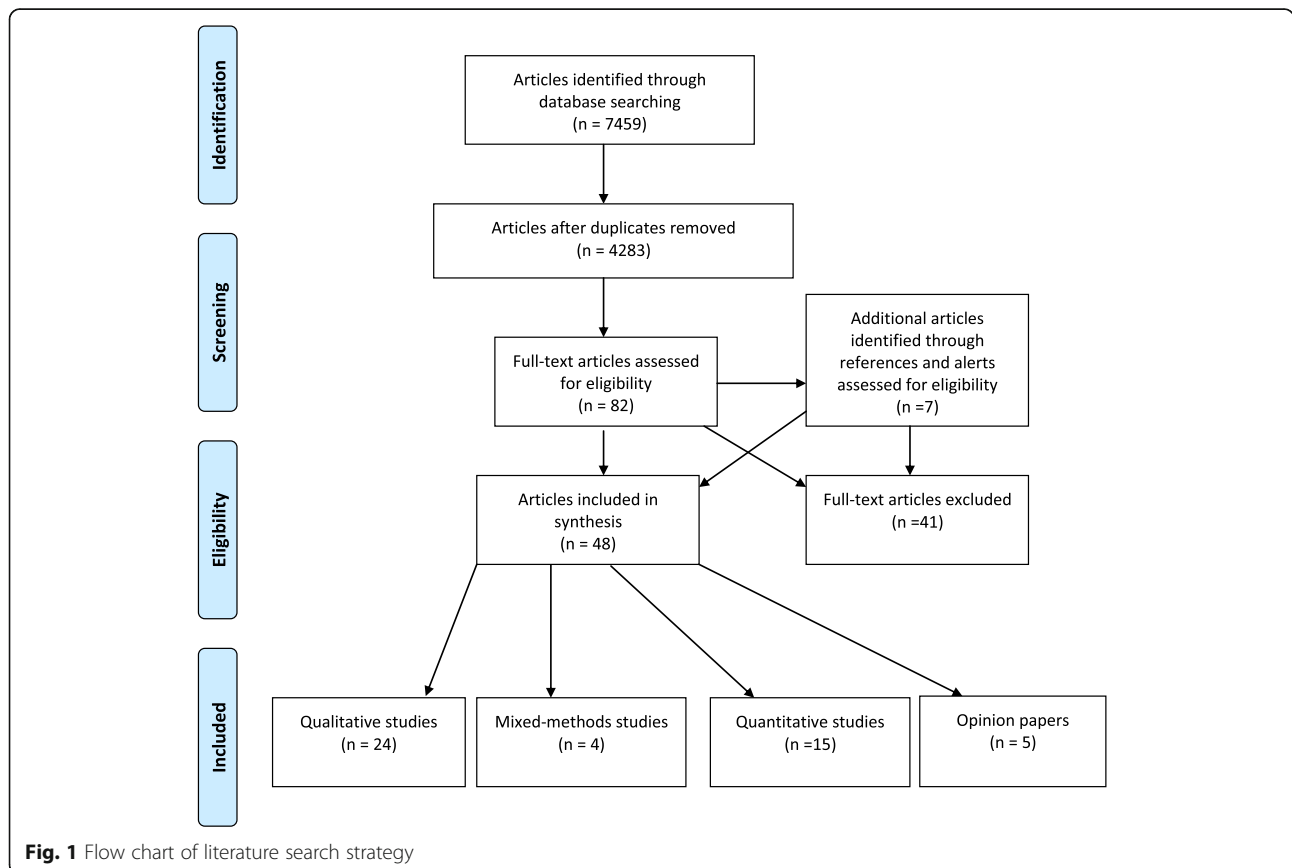 Identification
Articles identified through
database searching
(n = 7459)
Screening
Articles after duplicates removed
(n = 4283)
Full-text articles assessed
for eligibility
(n = 82)
Additional articles
identified through
references and alerts
assessed for eligibility
(n =7)
Eligibility
Articles included in
synthesis
(n = 48)
Full-text articles excluded
(n =41)
Included
Qualitative studies
(n = 24)
Mixed-methods studies
(n = 4)
Quantitative studies
(n =15)
Opinion papers
(n = 5)
Fig. 1 Flow chart of literature search strategy